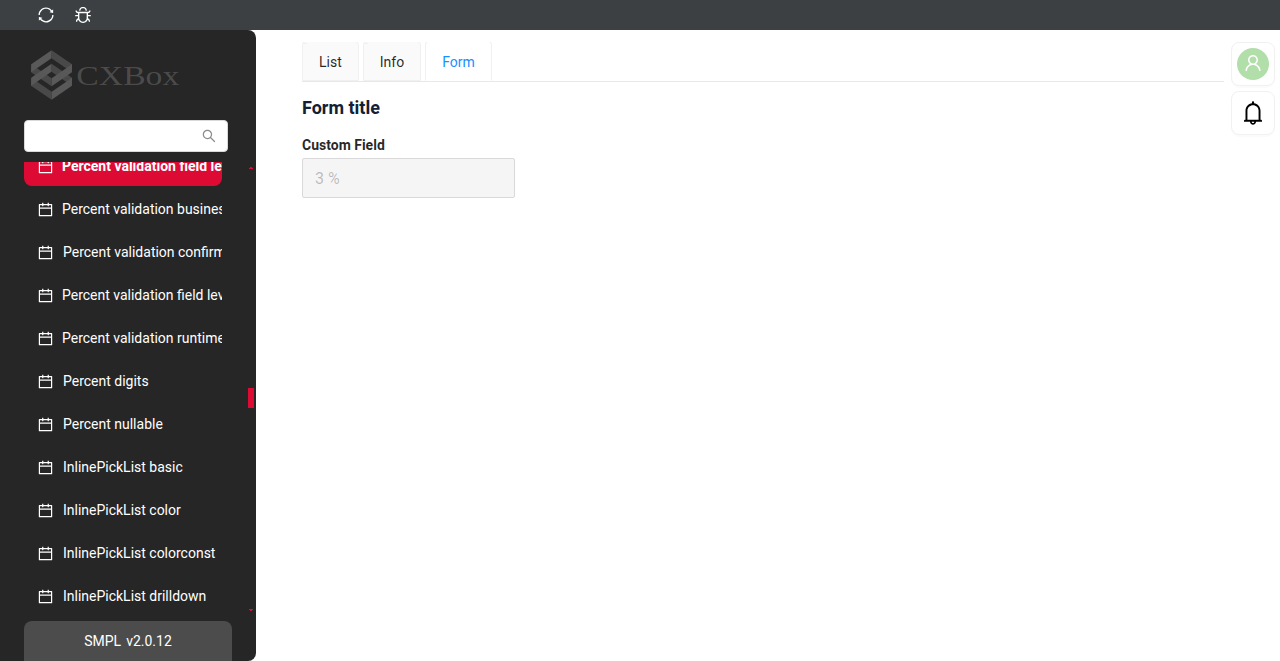 CXBox
Percent validation field le
Percent validation busines
Percent validation confirm
Percent validation field lev
Percent validation runtime
Percent digits
Percent nullable
InlinePickList basic
InlinePickList color
InlinePickList colorconst
InlinePickList drilldown
SMPL v2.0.12
List Info Form
Form title
Custom Field
3 %